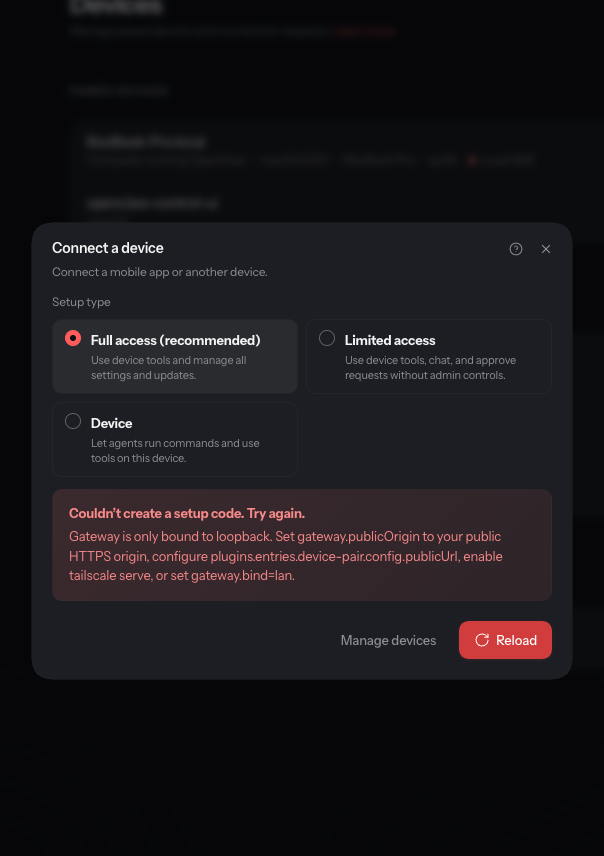 Devices
Connect a device
Connect a mobile app or another device.
Setup type
Full access (recommended)
Use device tools and manage all
settings and updates.
Limited access
Use device tools, chat, and approve
requests without admin controls.
Device
Let agents run commands and use
tools on this device.
Couldn't create a setup code. Try again.
Gateway is only bound to loopback. Set gateway.publicOrigin to your public
HTTPS origin, configure plugins.entries.device-pair.config.publicUrl, enable
tailscale serve, or set gateway.bind=lan.
Manage devices
Reload